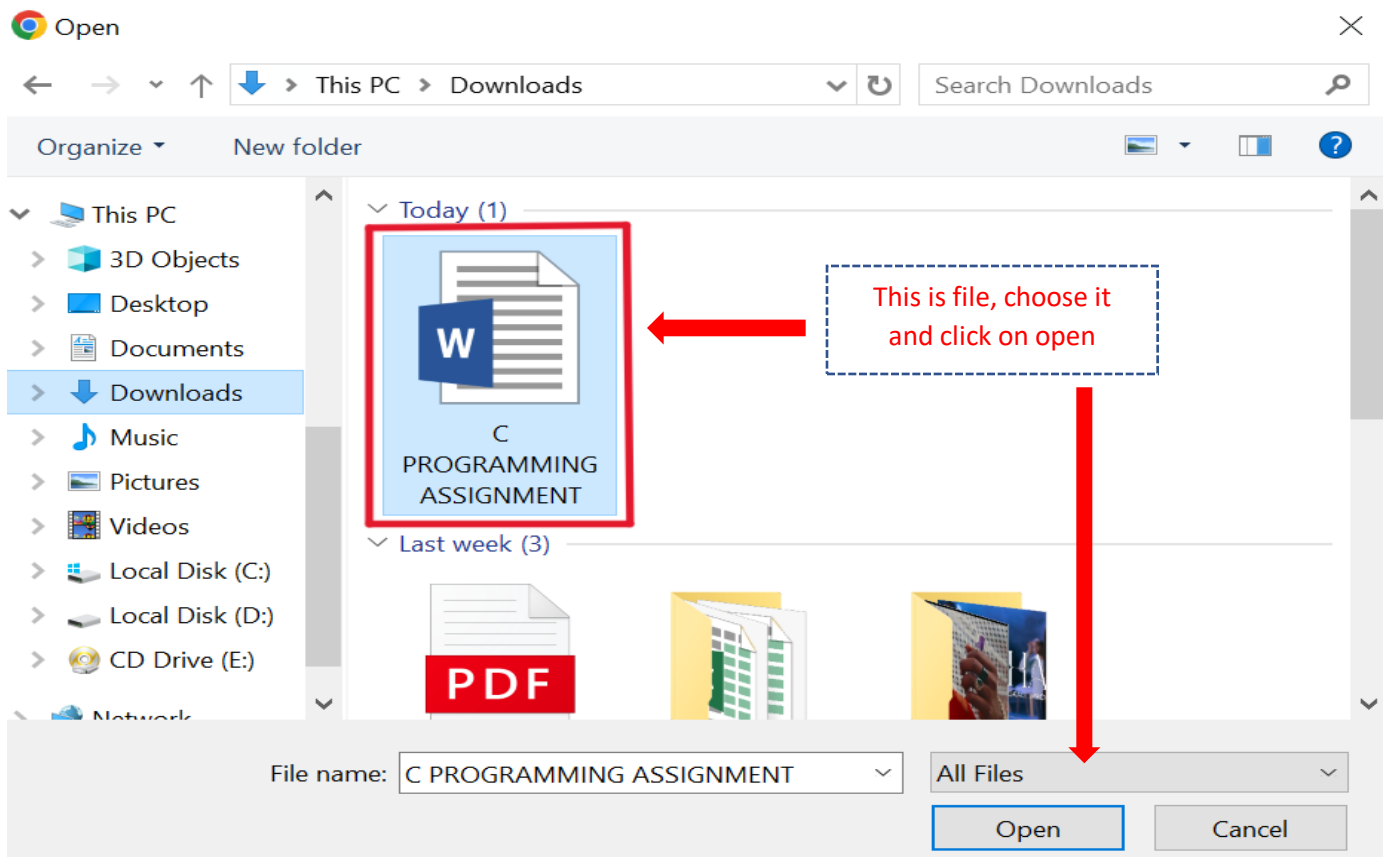 Open
This PC > Downloads
Search Downloads
Organize
New folder
?
This PC
3D Objects
Desktop
Documents
Downloads
Music
Pictures
Videos
Local Disk (C:)
Local Disk (D:)
CD Drive (E:)
Network
Today (1)
W
C
PROGRAMMING
ASSIGNMENT
This is file, choose it
and click on open
Last week (3)
PDF
File name: C PROGRAMMING ASSIGNMENT
All Files
Open
Cancel